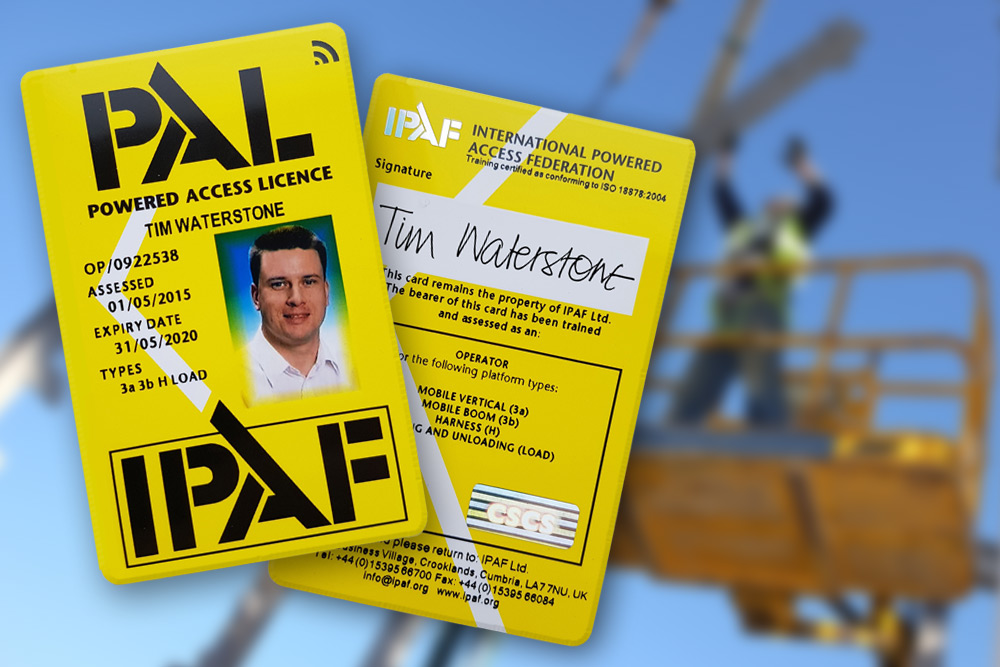 PAL
POWERED ACCESS LICENCE
TIM WATERSTONE
OP/0922538
ASSESSED
01/05/2015
EXPIRY DATE
31/05/2020
TYPES
3a 3b H LOAD
IPAF
IPAF
INTERNATIONAL POWERED
ACCESS FEDERATION
Training certified as conforming to ISO 18878:2004
Signature
Tim Waterstone
This card remains the property of IPAF Ltd.
The bearer of this card has been trained
and assessed as an:
OPERATOR
for the following platform types:
MOBILE VERTICAL (3a)
MOBILE BOOM (3b)
HARNESS (H)
AND UNLOADING (LOAD)
CSCS
please return to: IPAF Ltd.
Business Village, Crooklands, Cumbria, LA7 7NU, UK
Tel: +44 (0)15395 66700 Fax: +44 (0)15395 66084
info@ipaf.org www.ipaf.org